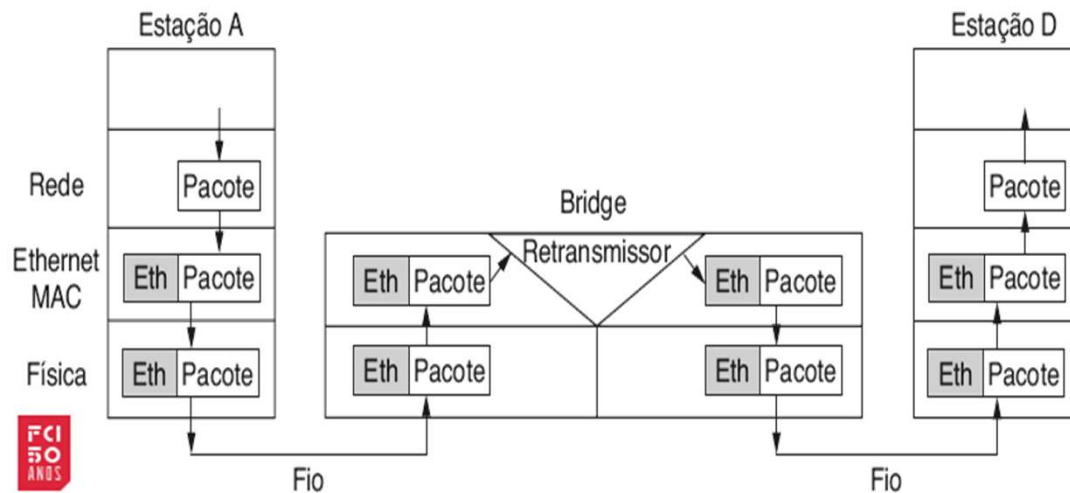 Estação A
Estação D
Rede
Pacote
Pacote
Bridge
Retransmissor
Ethernet
MAC
Eth Pacote
Eth Pacote
Eth Pacote
Eth Pacote
Física
Eth Pacote
Eth Pacote
Eth Pacote
Eth Pacote
FCI
50
ANOS
Fio
Fio